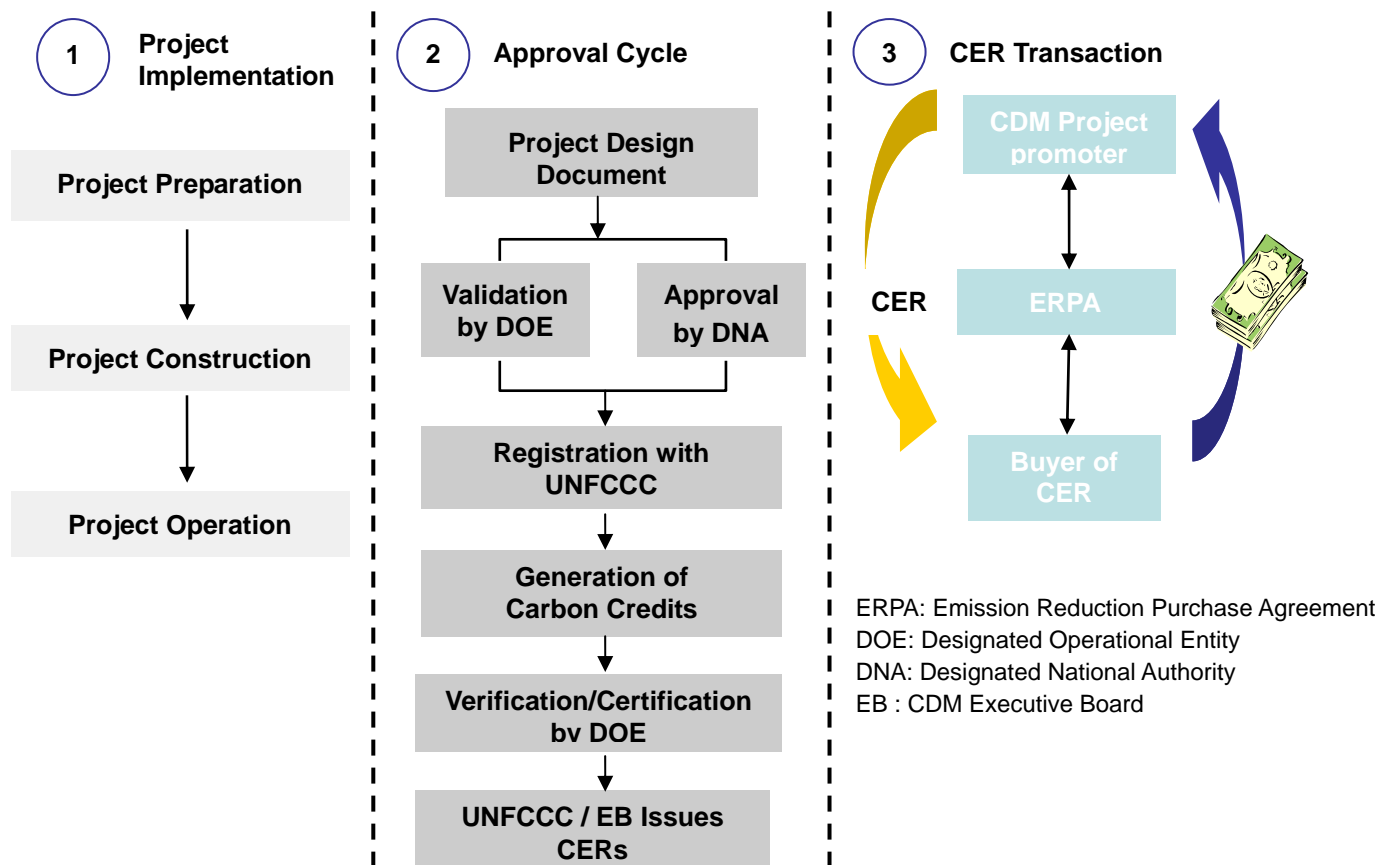 1
Project
Implementation
Project Preparation
Project Construction
Project Operation
2
Approval Cycle
Project Design
Document
Validation
by DOE
Approval
by DNA
Registration with
UNFCCC
Generation of
Carbon Credits
Verification/Certification
by DOE
UNFCCC / EB Issues
CERs
3
CER Transaction
CDM Project
promoter
CER
ERPA
Buyer of
CER
ERPA: Emission Reduction Purchase Agreement
DOE: Designated Operational Entity
DNA: Designated National Authority
EB : CDM Executive Board